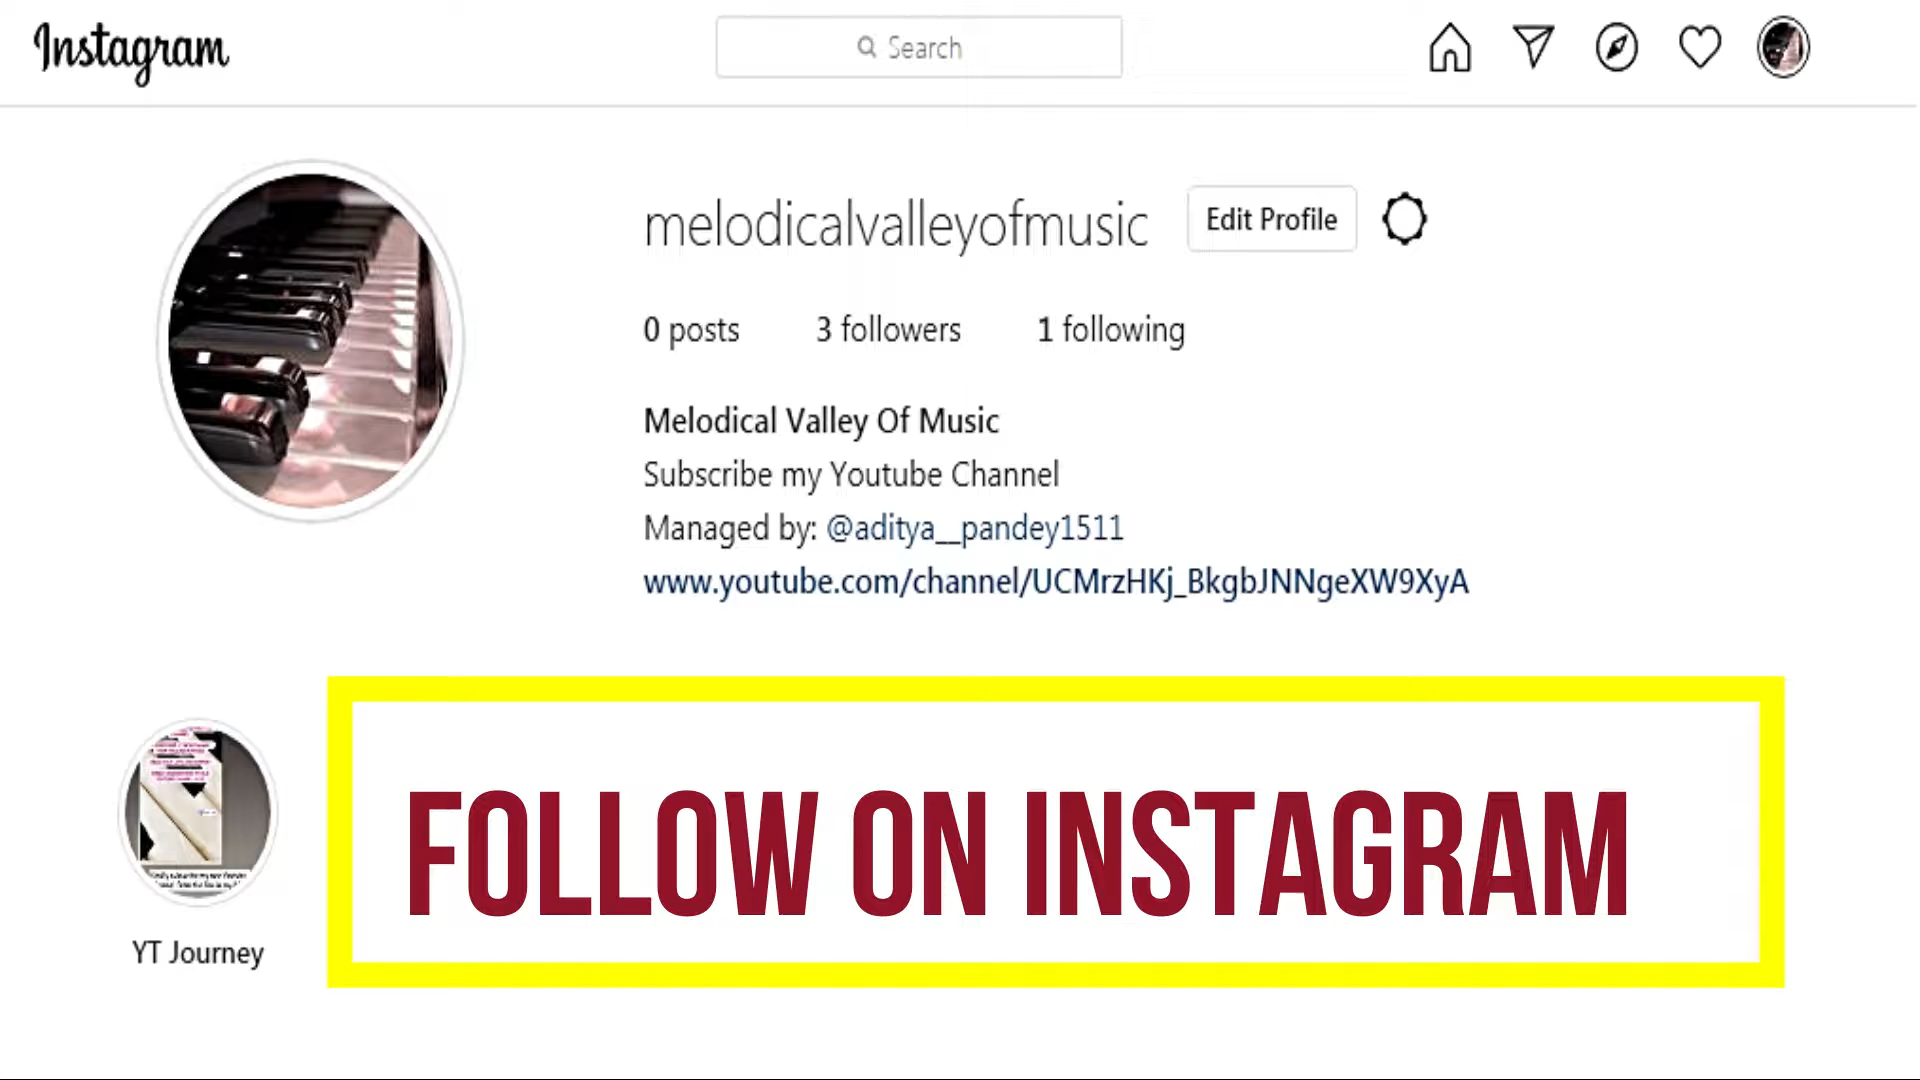 Instagram
Search
melodicalvalleyofmusic Edit Profile
0 posts 3 followers 1 following
Melodical Valley Of Music
Subscribe my Youtube Channel
Managed by: @aditya__pandey1511
www.youtube.com/channel/UCMrzHKj_BkgbJNNgeXW9XyA
FOLLOW ON INSTAGRAM
YT Journey